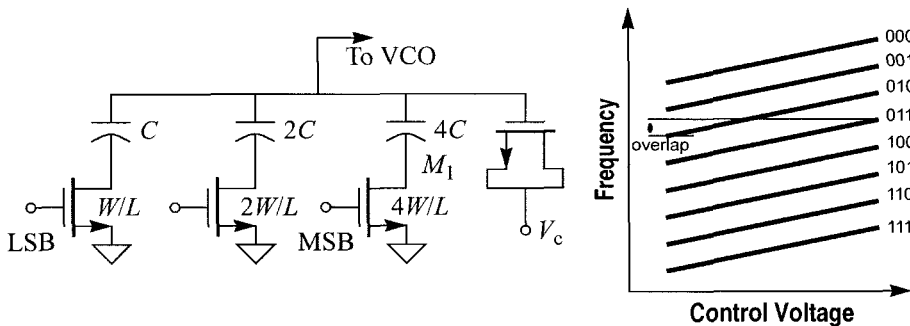 To VCO
C
2C
4C
M1
W/L
2W/L
4W/L
LSB
MSB
Vc
Frequency
overlap
000
001
010
011
100
101
110
111
Control Voltage